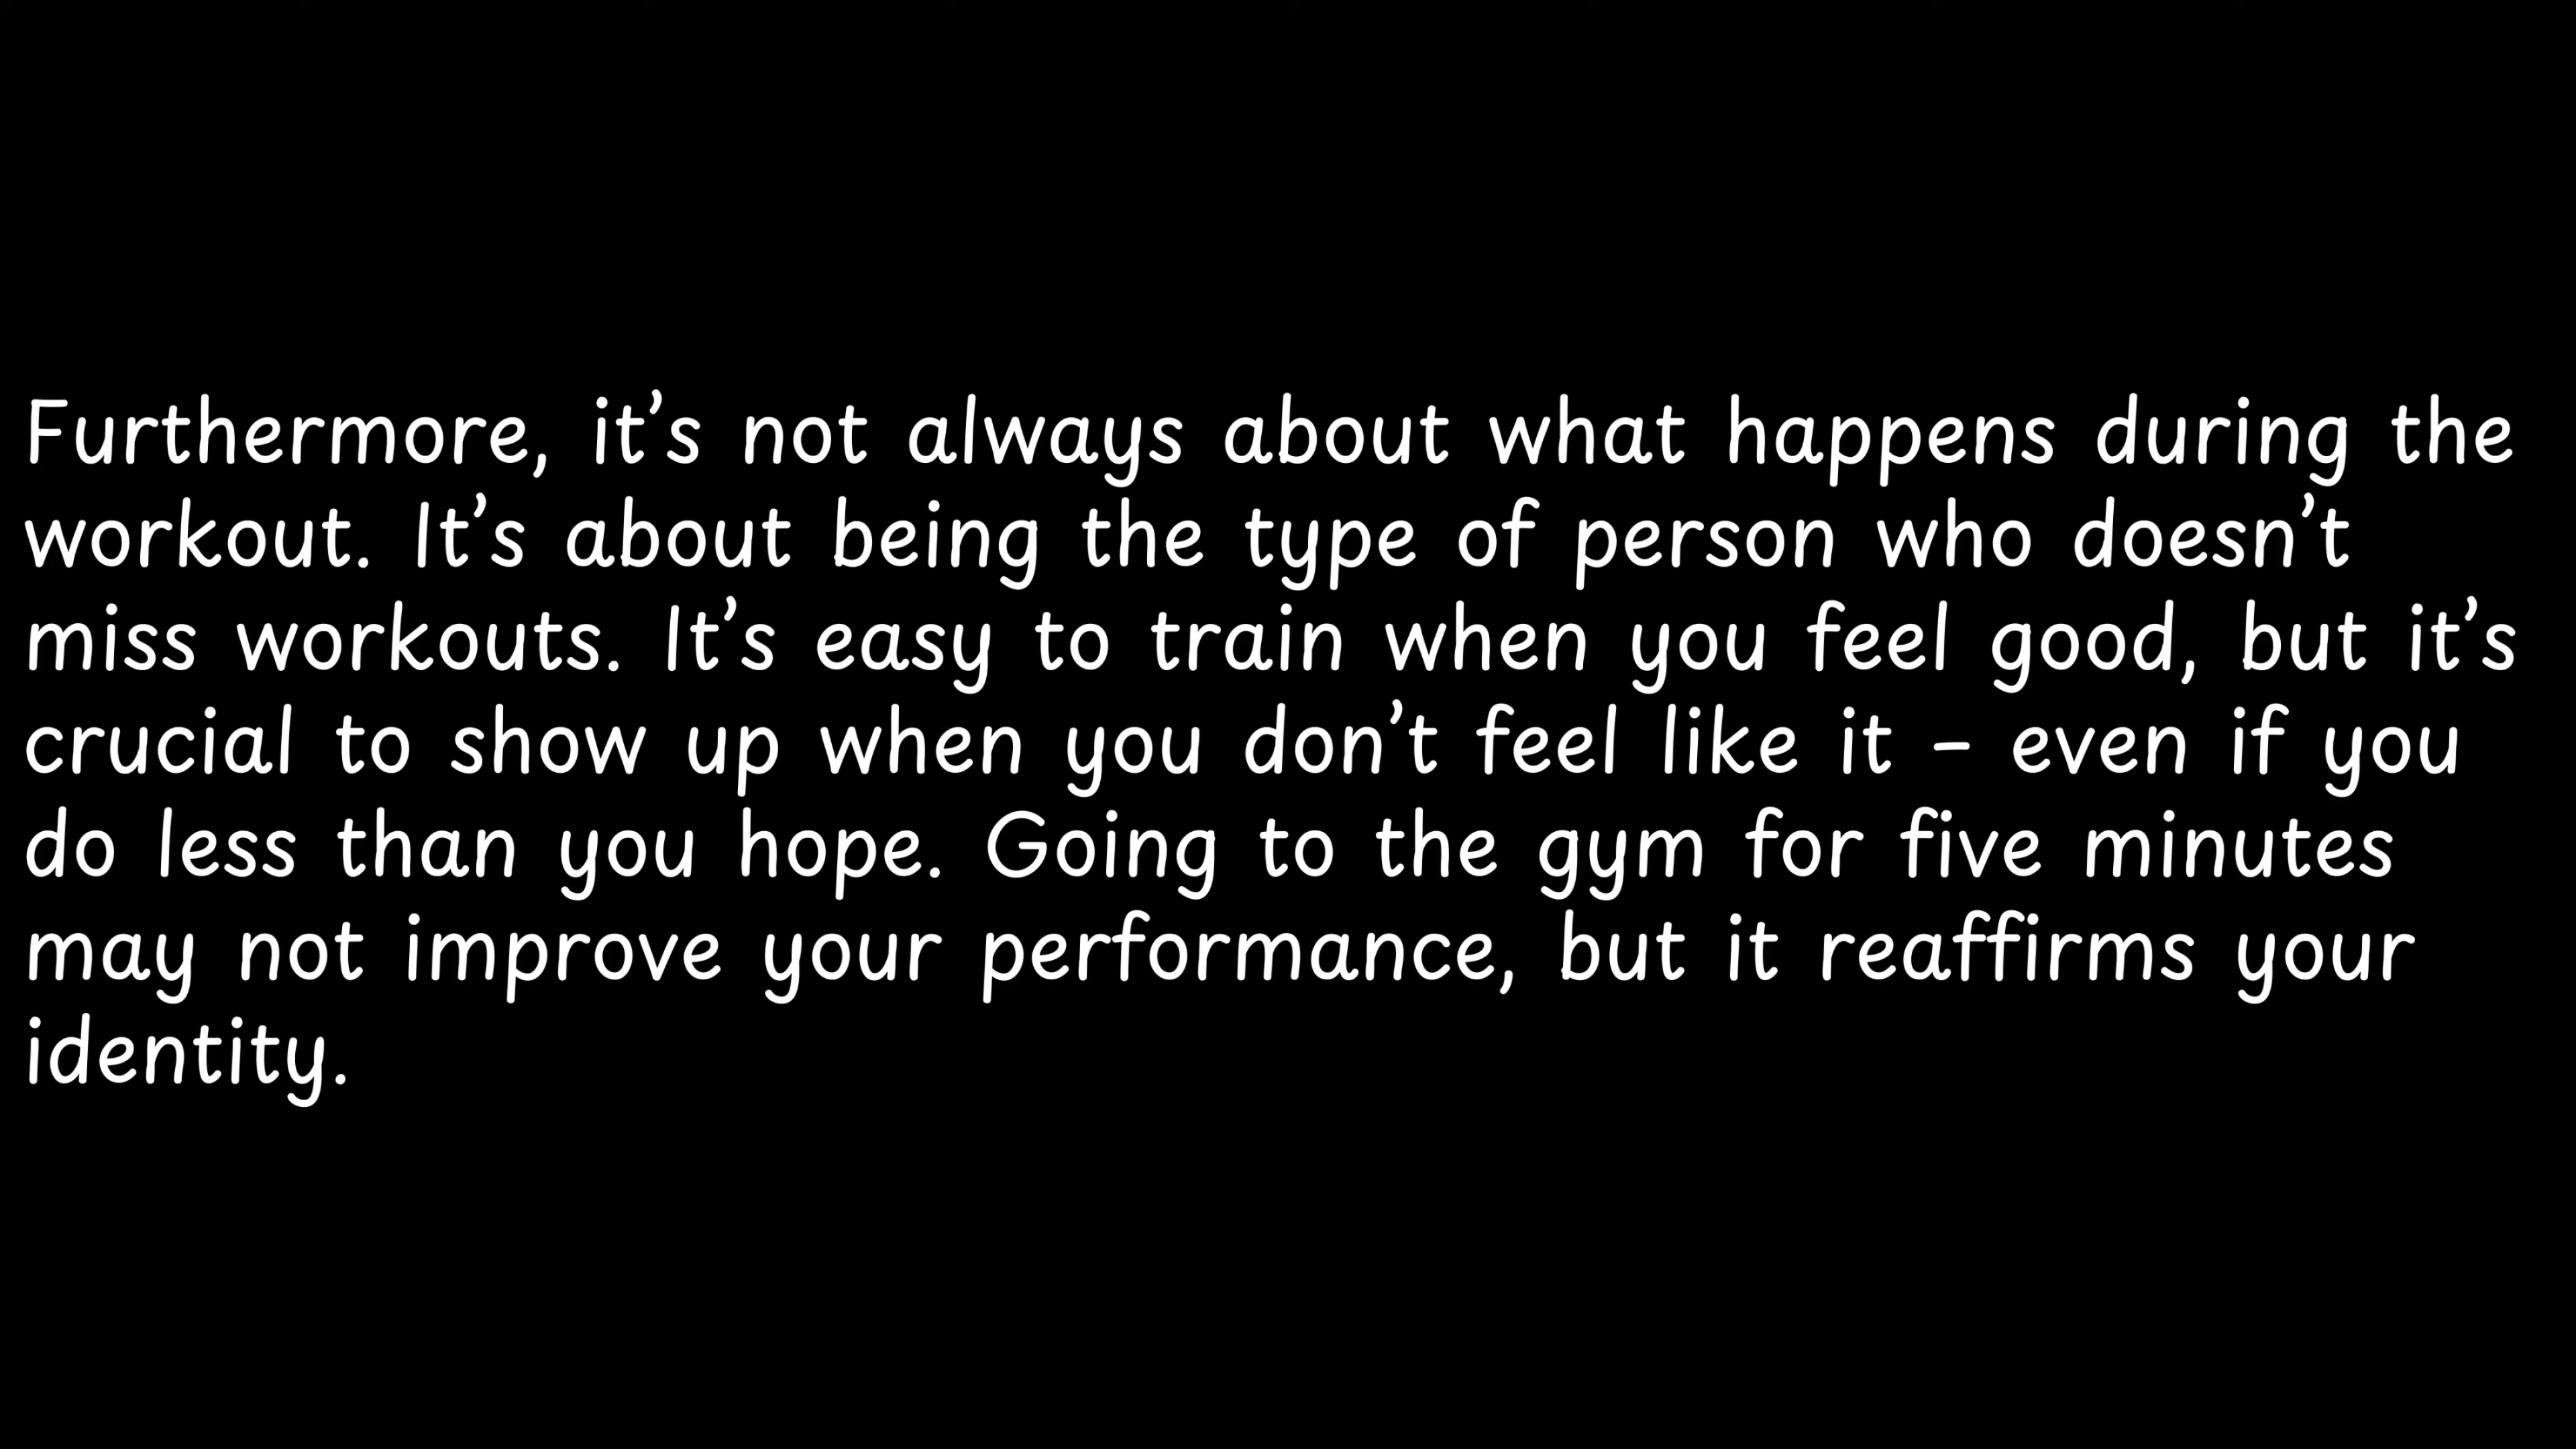 Furthermore, it’s not always about what happens during the
workout. It’s about being the type of person who doesn’t
miss workouts. It’s easy to train when you feel good, but it’s
crucial to show up when you don’t feel like it – even if you
do less than you hope. Going to the gym for five minutes
may not improve your performance, but it reaffirms your
identity.